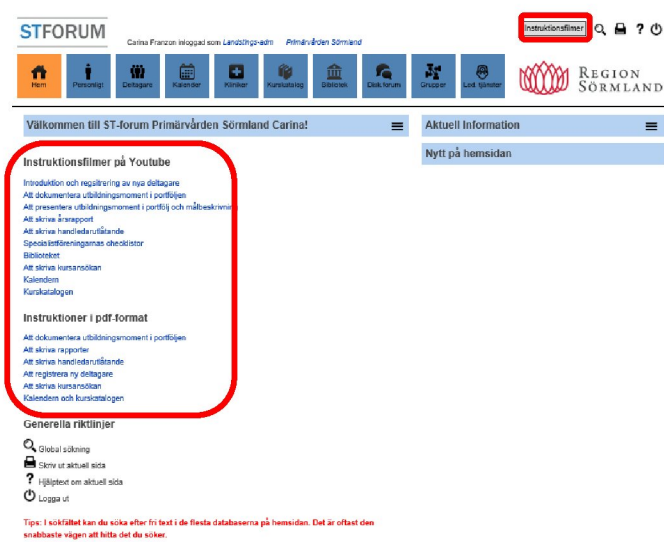 STFORUM
Carina Franzon inloggad som Landstings-adm Primärvården Sörmland
Instruktionsfilmer
?
Hem
Personligt
Deltagare
Kalender
Kliniker
Kurskatalog
Bibliotek
Disk.forum
Grupper
Led. tjänster
REGION
SÖRMLAND
Välkommen till ST-forum Primärvården Sörmland Carina!
Aktuell Information
Nytt på hemsidan
Instruktionsfilmer på Youtube
Introduktion och regsitrering av nya deltagare
Att dokumentera utbildningsmoment i portföljen
Att presentera utbildningsmoment i portfölj och målbeskrivning
Att skriva årsrapport
Att skriva handledarutlåtande
Specialistföreningarnas checklistor
Biblioteket
Att skriva kursansökan
Kalendern
Kurskatalogen
Instruktioner i pdf-format
Att dokumentera utbildningsmoment i portföljen
Att skriva rapporter
Att skriva handledarutlåtande
Att registrera ny deltagare
Att skriva kursansökan
Kalendern och kurskatalogen
Generella riktlinjer
Global sökning
Skriv ut aktuell sida
? Hjälptext om aktuell sida
Logga ut
Tips: I sökfältet kan du söka efter fri text i de flesta databaserna på hemsidan. Det är oftast den
snabbaste vägen att hitta det du söker.